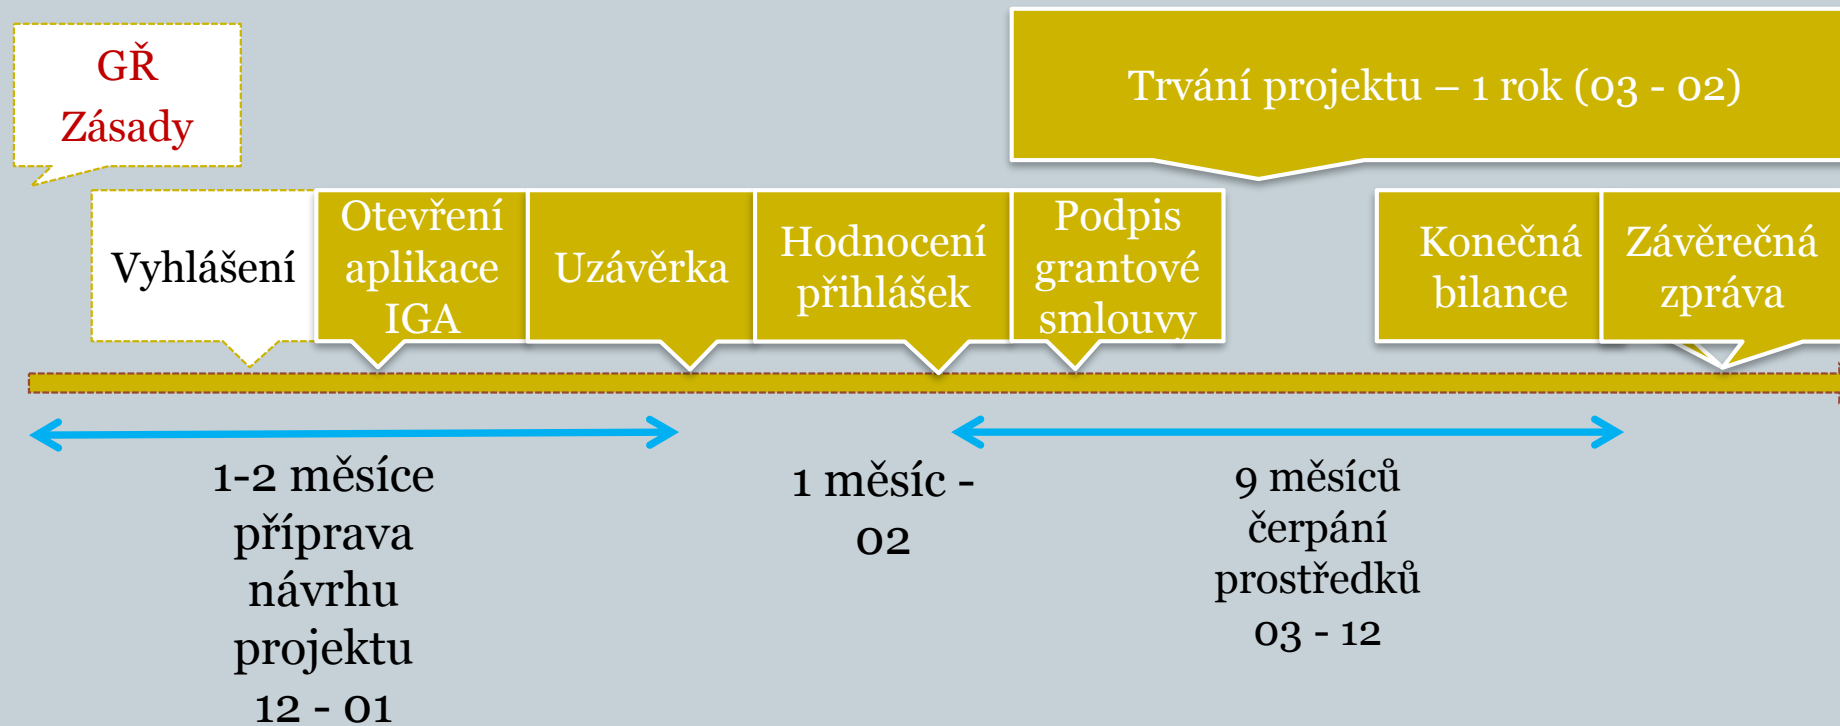 GŘ
Zásady
Trvání projektu – 1 rok (03 - 02)
Vyhlášení
Otevření
aplikace
IGA
Uzávěrka
Hodnocení
přihlášek
Podpis
grantové
smlouvy
Konečná
bilance
Závěrečná
zpráva
1-2 měsíce
příprava
návrhu
projektu
12 - 01
1 měsíc -
02
9 měsíců
čerpání
prostředků
03 - 12